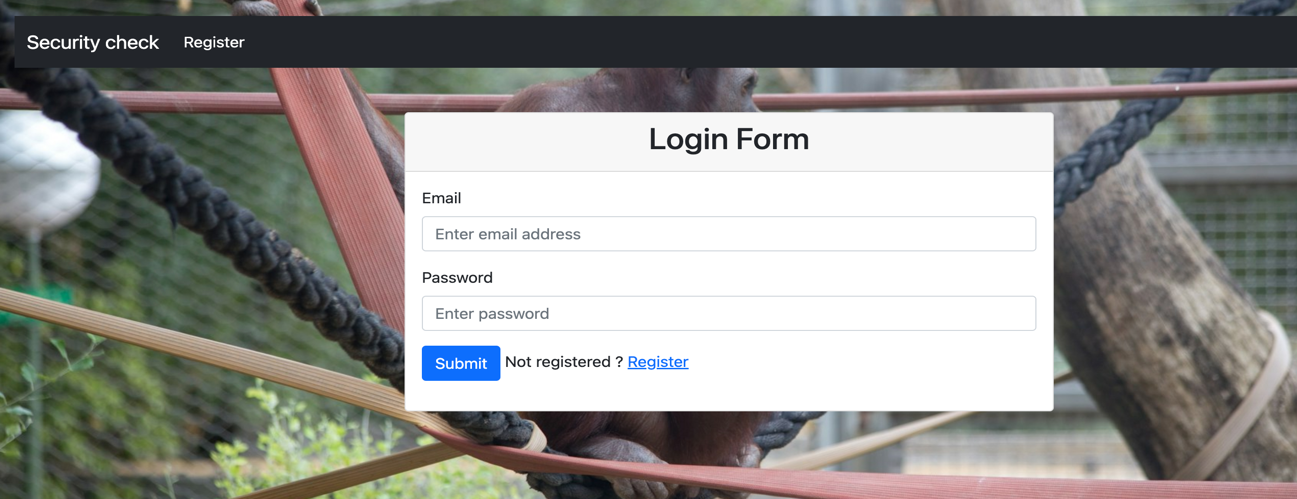 Security check Register
Login Form
Email
Enter email address
Password
Enter password
Submit Not registered ? Register